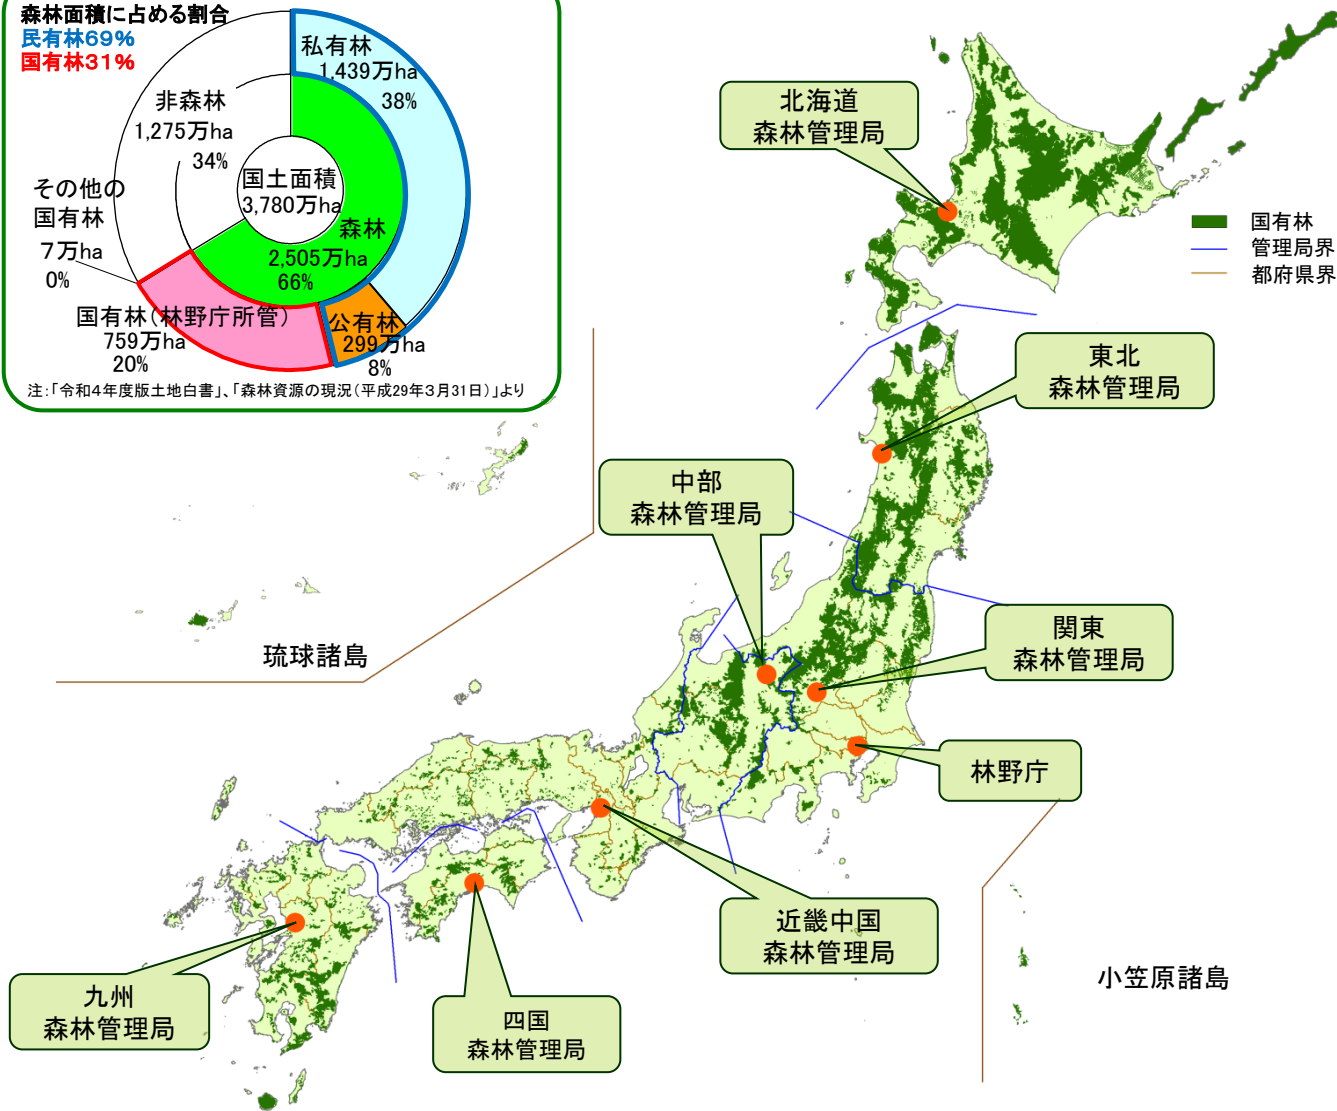 森林面積に占める割合
民有林69%
国有林31%
私有林
1,439万ha
38%
非森林
1,275万ha
34%
国土面積
3,780万ha
その他の
国有林
7万ha
0%
森林
2,505万ha
66%
国有林(林野庁所管)
759万ha
20%
公有林
299万ha
8%
注:「令和4年度版土地白書」、「森林資源の現況(平成29年3月31日)」より
北海道
森林管理局
国有林
管理局界
都府県界
東北
森林管理局
中部
森林管理局
関東
森林管理局
琉球諸島
林野庁
近畿中国
森林管理局
小笠原諸島
九州
森林管理局
四国
森林管理局